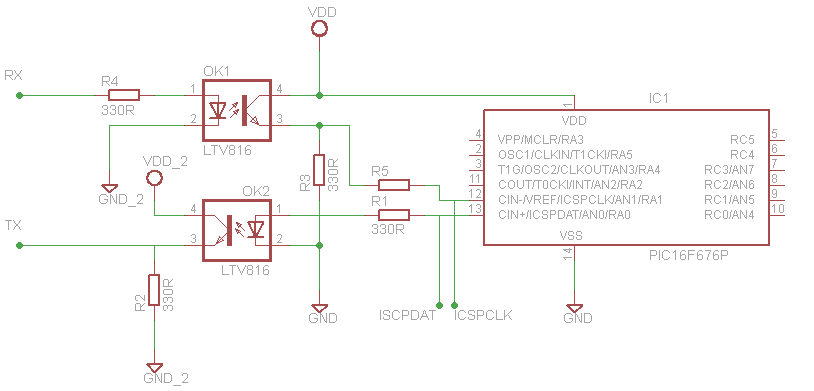 VDD
RX
R4
330R
OK1
1
2
4
3
LTV816
GND_2
VDD_2
R3
330R
OK2
4
3
1
2
LTV816
TX
R2
330R
GND_2
GND
R5
R1
330R
ISCPDAT
ICSPCLK
IC1
1
VDD
4 VPP/MCLR/RA3
2 OSC1/CLKIN/T1CKI/RA5
3 T1G/OSC2/CLKOUT/AN3/RA4
11 COUT/T0CKI/INT/AN2/RA2
12 CIN-/VREF/ICSPCLK/AN1/RA1
13 CIN+/ICSPDAT/AN0/RA0
RC5 5
RC4 6
RC3/AN7 7
RC2/AN6 8
RC1/AN5 9
RC0/AN4 10
VSS
14
PIC16F676P
GND